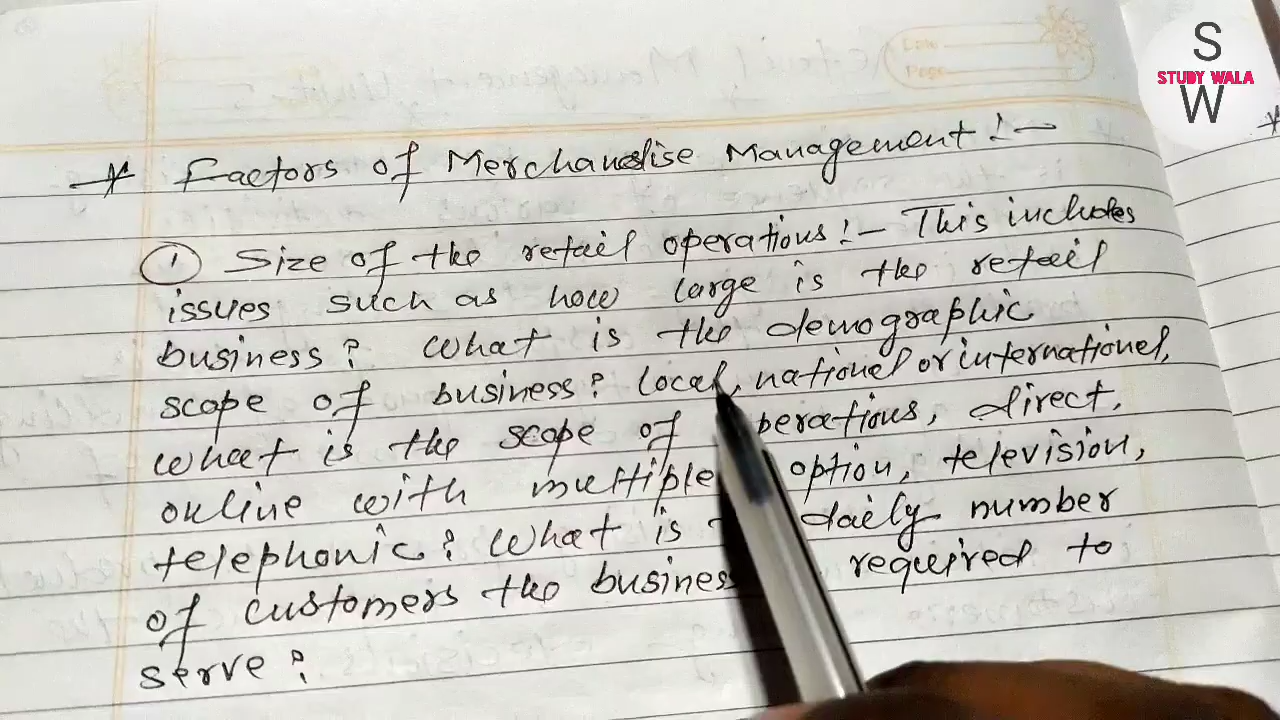 S
STUDY WALA
W
* Factors of Merchandise Management :-
① Size of the retail operations :- This includes
issues such as how large is the retail
business? What is the demographic
scope of business? local, national or international,
what is the scope of perations, direct,
online with multiple option, television,
telephonic? What is daily number
of customers the business required to
serve?